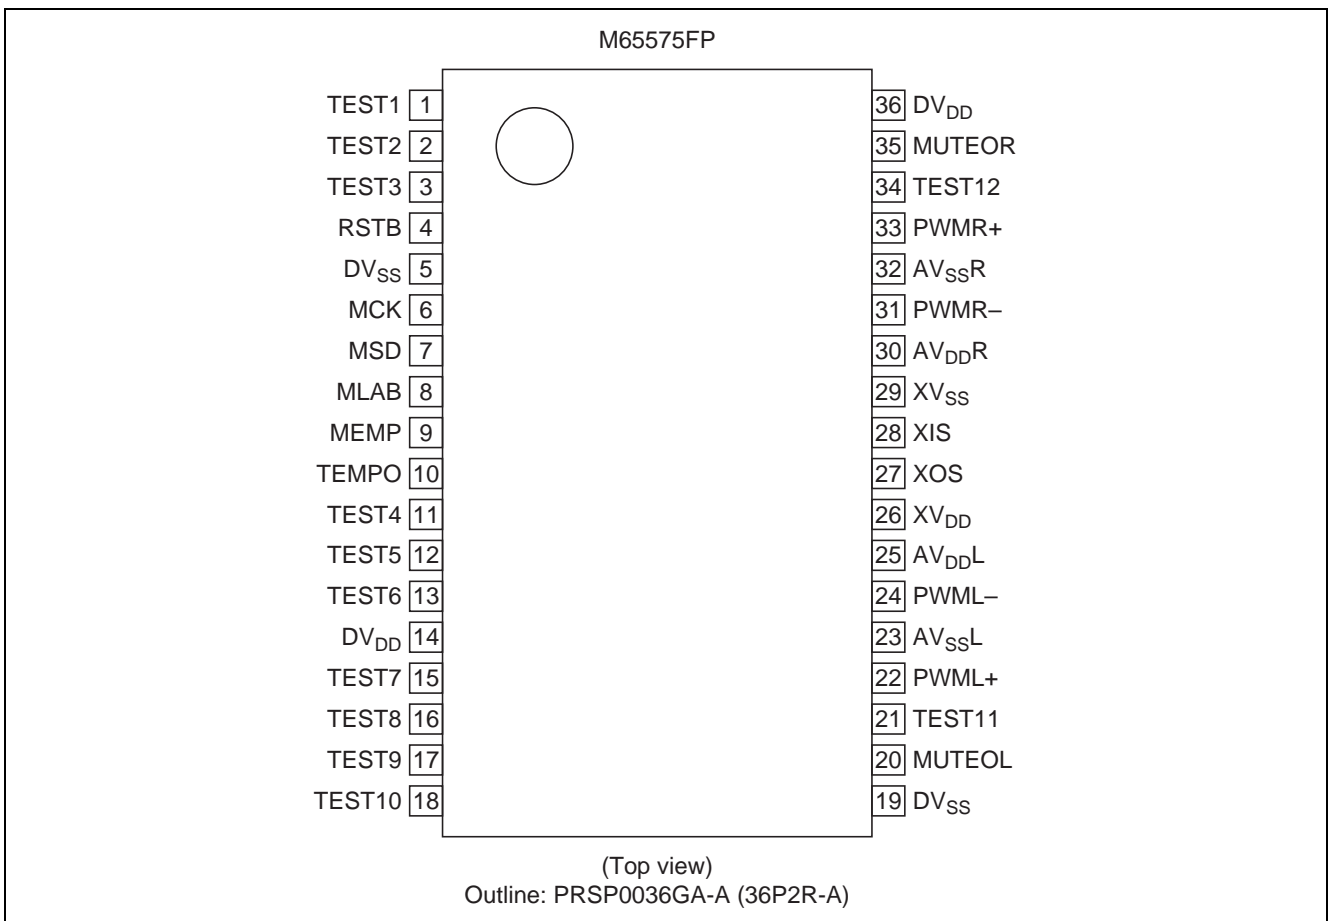 M65575FP
TEST1 1 36 DVDD
TEST2 2 35 MUTEOR
TEST3 3 34 TEST12
RSTB 4 33 PWMR+
DVSS 5 32 AVSSR
MCK 6 31 PWMR–
MSD 7 30 AVDDR
MLAB 8 29 XVSS
MEMP 9 28 XIS
TEMPO 10 27 XOS
TEST4 11 26 XVDD
TEST5 12 25 AVDDL
TEST6 13 24 PWML–
DVDD 14 23 AVSSL
TEST7 15 22 PWML+
TEST8 16 21 TEST11
TEST9 17 20 MUTEOL
TEST10 18 19 DVSS
(Top view)
Outline: PRSP0036GA-A (36P2R-A)